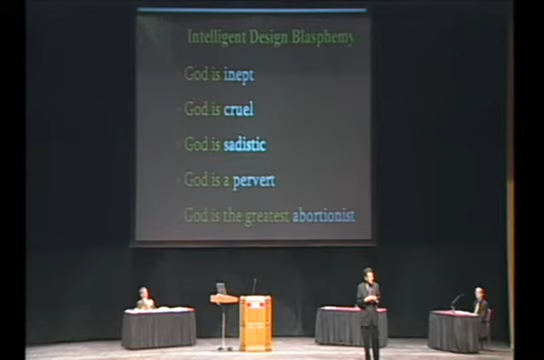 Intelligent Design Blasphemy
God is inept
God is cruel
God is sadistic
God is a pervert
God is the greatest abortionist